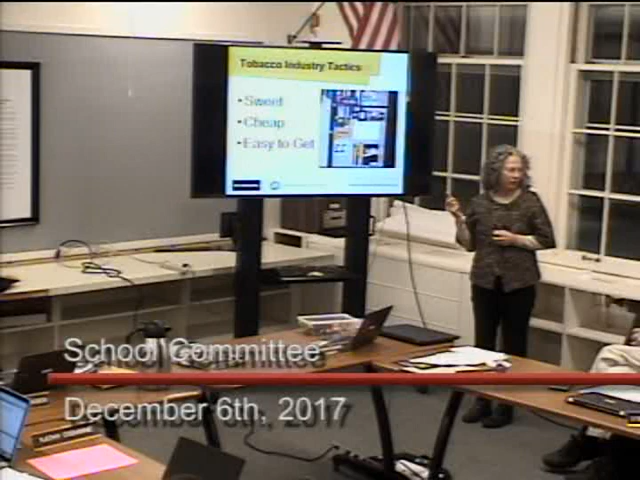 Tobacco Industry Tactics
• Sweet
• Cheap
• Easy to Get
School Committee
December 6th, 2017